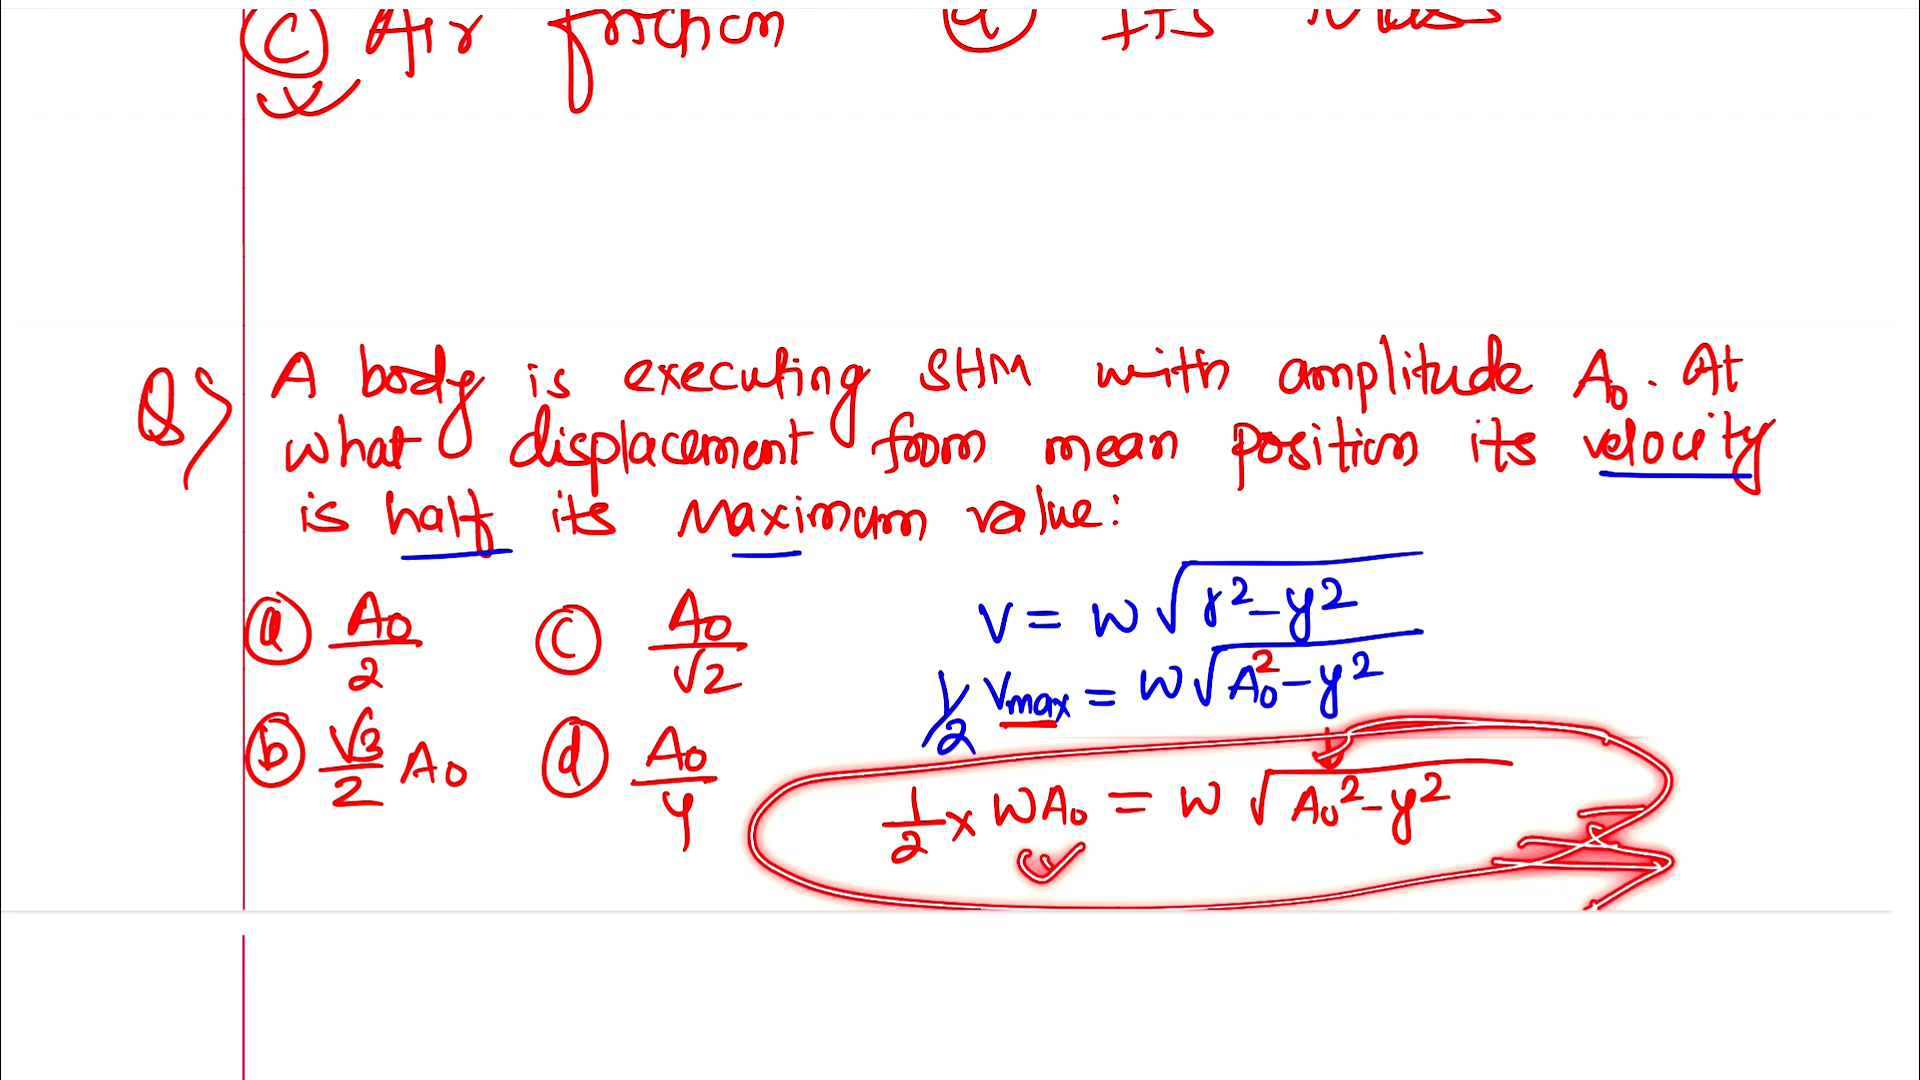 (C) Air friction (d) Its Mass
Q) A body is executing SHM with amplitude A₀. At
what displacement from mean position its velocity
is half its Maximum value:
(a) A₀/2 (c) A₀/√2
(b) √3/2 A₀ (d) A₀/4
V = W √(r²-y²)
1/2 Vmax = W √(A₀²-y²)
1/2 × WA₀ = W √(A₀²-y²)